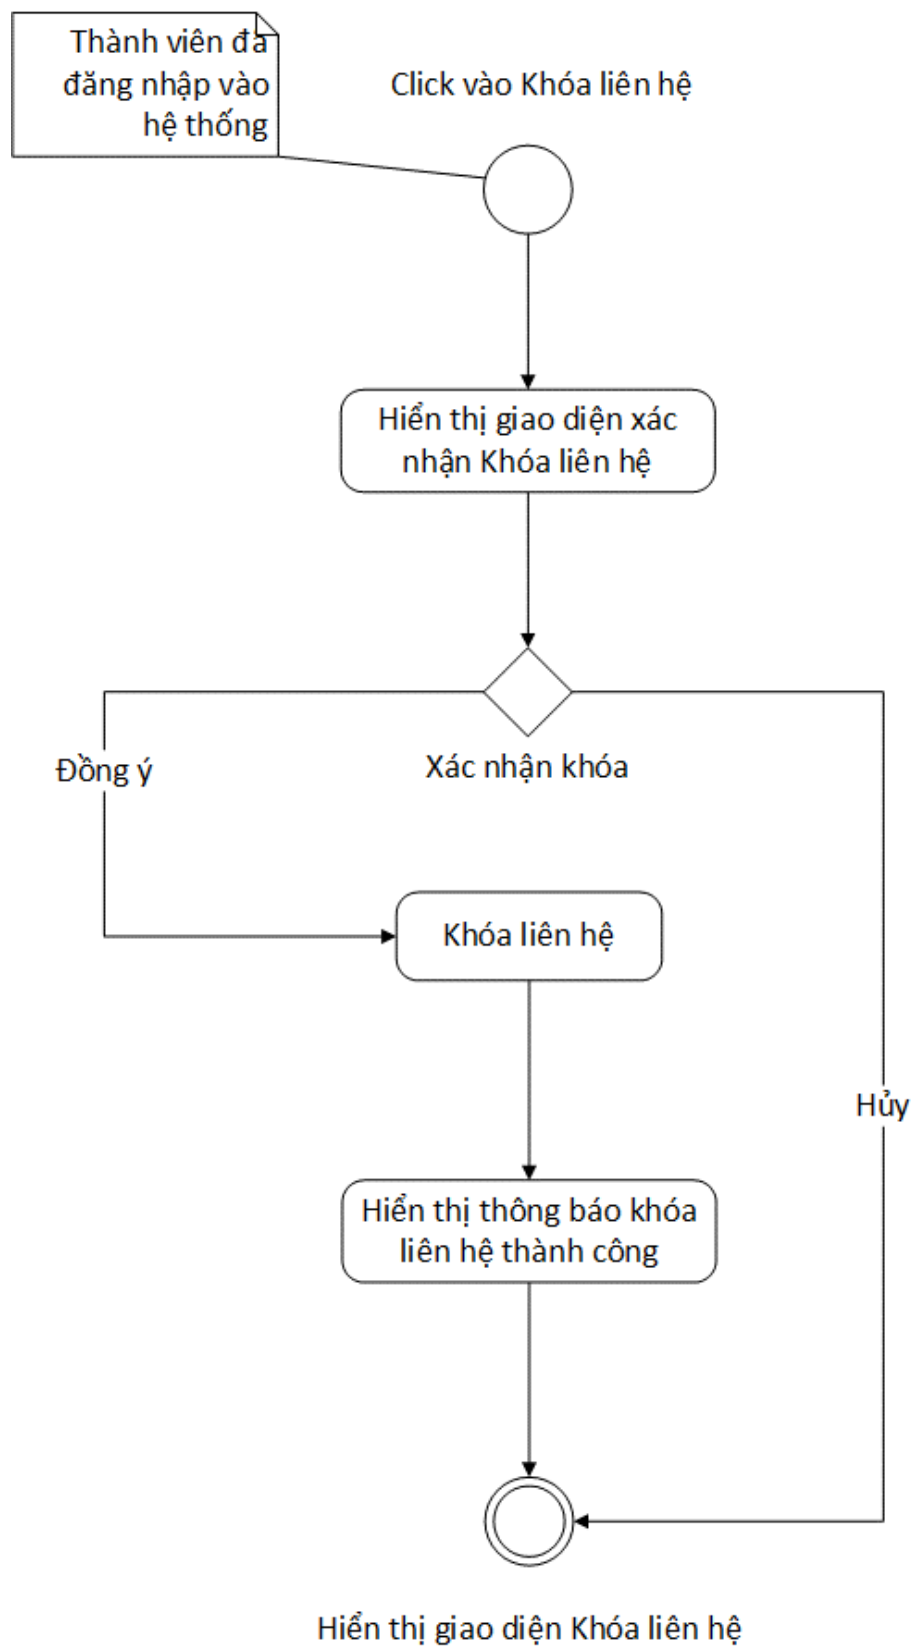 Thành viên đã
đăng nhập vào
hệ thống
Click vào Khóa liên hệ
Hiển thị giao diện xác
nhận Khóa liên hệ
Đồng ý
Xác nhận khóa
Khóa liên hệ
Hủy
Hiển thị thông báo khóa
liên hệ thành công
Hiển thị giao diện Khóa liên hệ